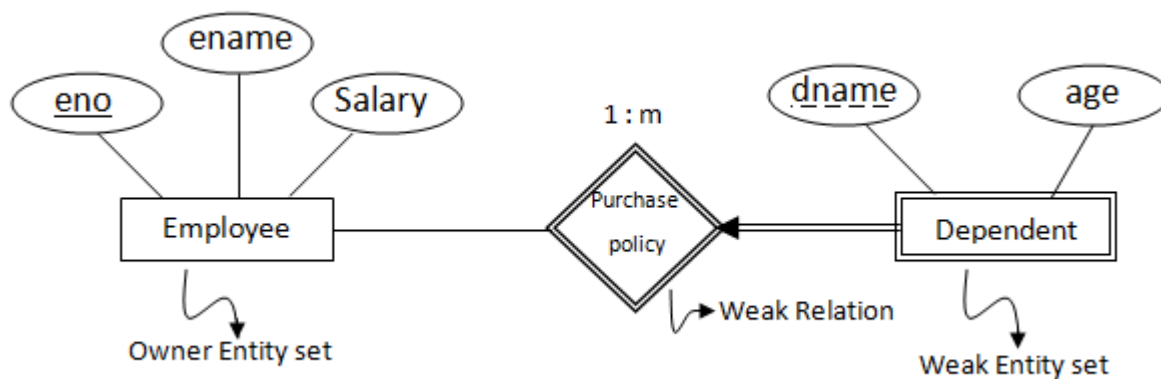 ename
eno
Salary
dname
age
1 : m
Purchase
policy
Employee
Dependent
Weak Relation
Owner Entity set
Weak Entity set